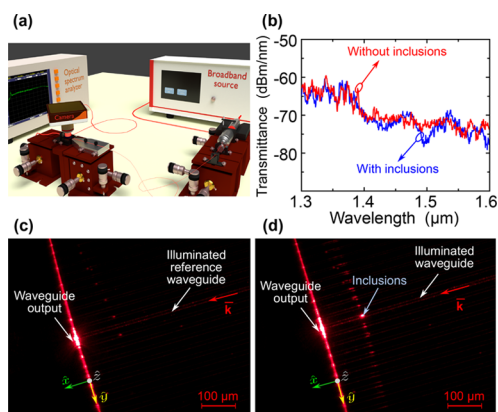 (a)
Optical
spectrum
analyzer
Camera
Broadband
source
(b)
Transmittance (dBm/nm)
-50
-60
-70
-80
-90
Without inclusions
With inclusions
1.3
1.4
1.5
1.6
Wavelength (μm)
(c)
Illuminated
reference
waveguide
Waveguide
output
k
x̂
ẑ
ŷ
100 μm
(d)
Illuminated
waveguide
Inclusions
Waveguide
output
k
x̂
ẑ
ŷ
100 μm